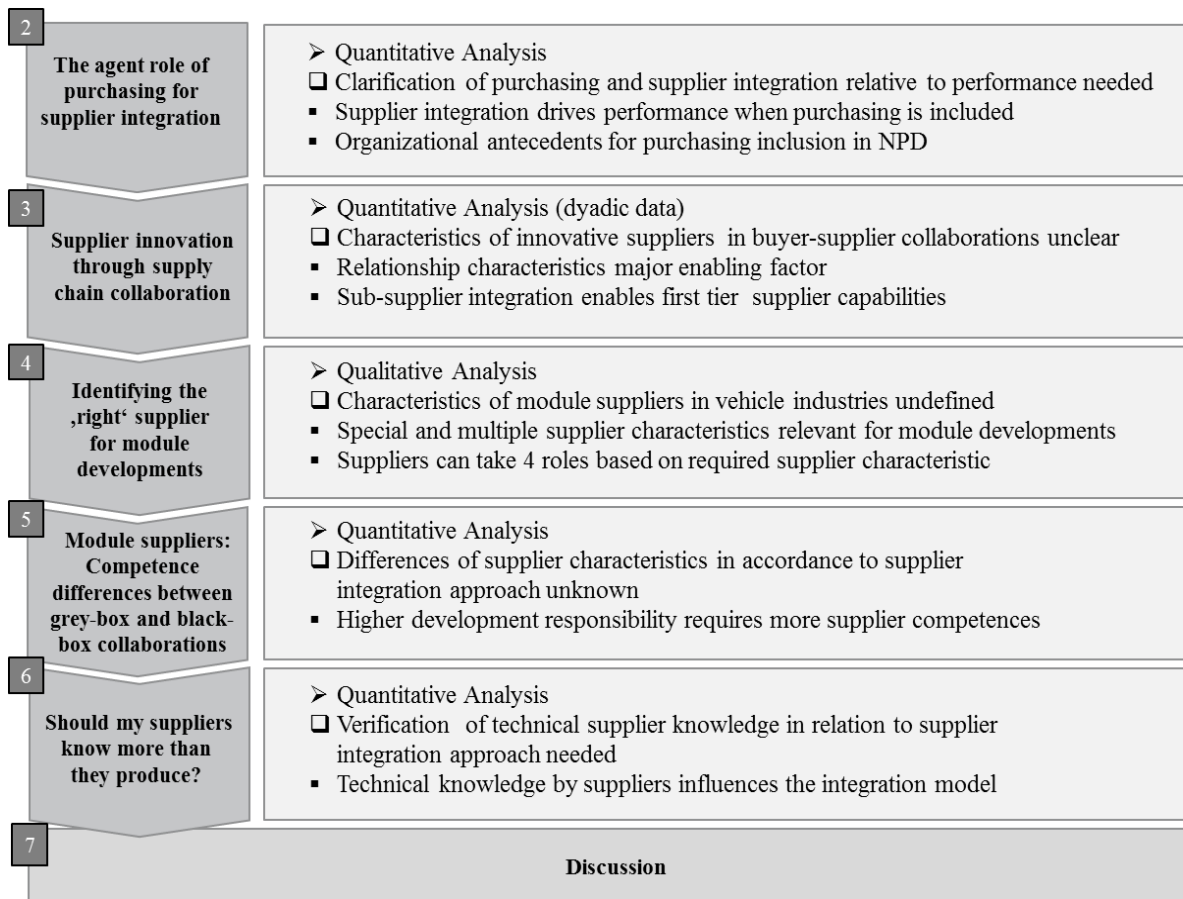 2
The agent role of
purchasing for
supplier integration
➢ Quantitative Analysis
❑ Clarification of purchasing and supplier integration relative to performance needed
▪ Supplier integration drives performance when purchasing is included
▪ Organizational antecedents for purchasing inclusion in NPD
3
Supplier innovation
through supply
chain collaboration
➢ Quantitative Analysis (dyadic data)
❑ Characteristics of innovative suppliers in buyer-supplier collaborations unclear
▪ Relationship characteristics major enabling factor
▪ Sub-supplier integration enables first tier supplier capabilities
4
Identifying the
‚right‘ supplier
for module
developments
➢ Qualitative Analysis
❑ Characteristics of module suppliers in vehicle industries undefined
▪ Special and multiple supplier characteristics relevant for module developments
▪ Suppliers can take 4 roles based on required supplier characteristic
5
Module suppliers:
Competence
differences between
grey-box and black-
box collaborations
➢ Quantitative Analysis
❑ Differences of supplier characteristics in accordance to supplier
integration approach unknown
▪ Higher development responsibility requires more supplier competences
6
Should my suppliers
know more than
they produce?
➢ Quantitative Analysis
❑ Verification of technical supplier knowledge in relation to supplier
integration approach needed
▪ Technical knowledge by suppliers influences the integration model
7
Discussion